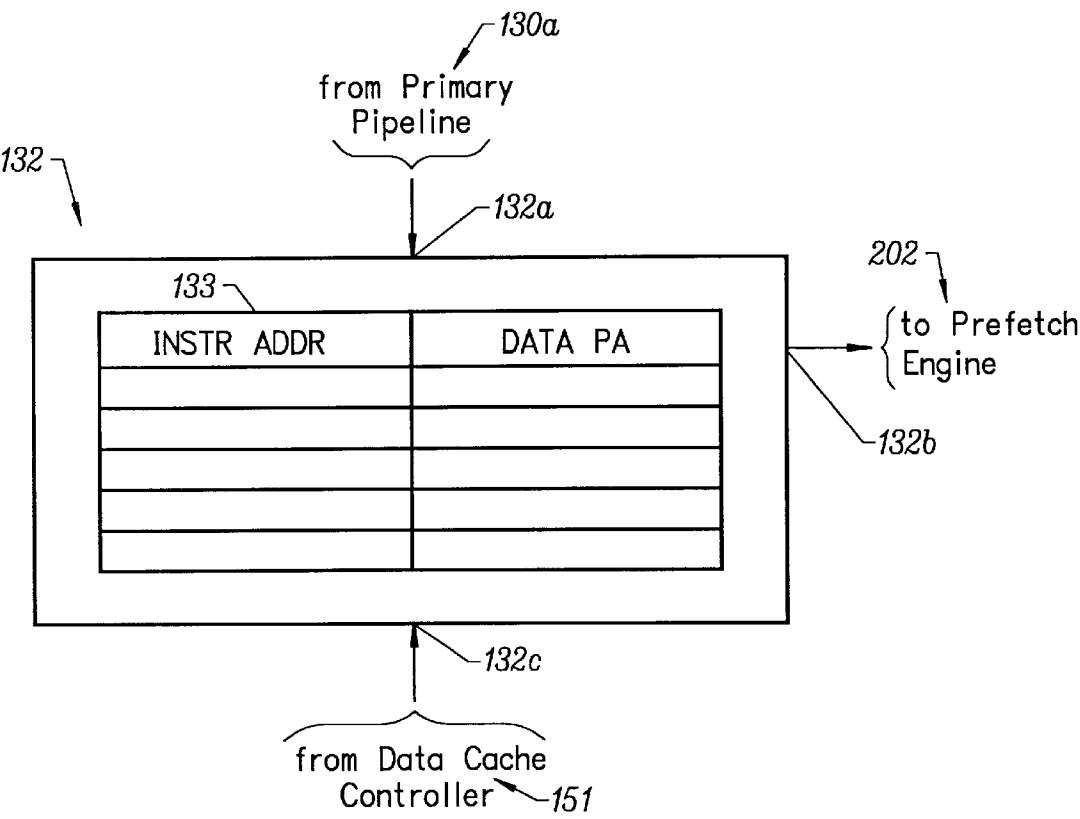 130a
from Primary
Pipeline
132
132a
202
133
INSTR ADDR
DATA PA
to Prefetch
Engine
132b
132c
from Data Cache
Controller
151